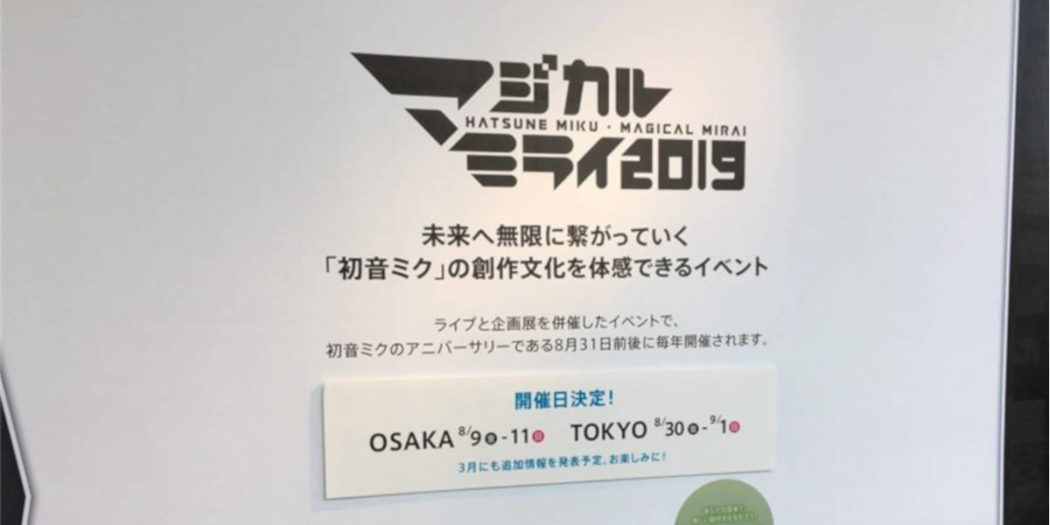 マジカル
HATSUNE MIKU・MAGICAL MIRAI
ミライ2019
未来へ無限に繋がっていく
「初音ミク」の創作文化を体感できるイベント
ライブと企画展を併催したイベントで、
初音ミクのアニバーサリーである8月31日前後に毎年開催されます。
開催日決定！
OSAKA 8/9金-11日 TOKYO 8/30金-9/1日
3月にも追加情報を発表予定。お楽しみに！